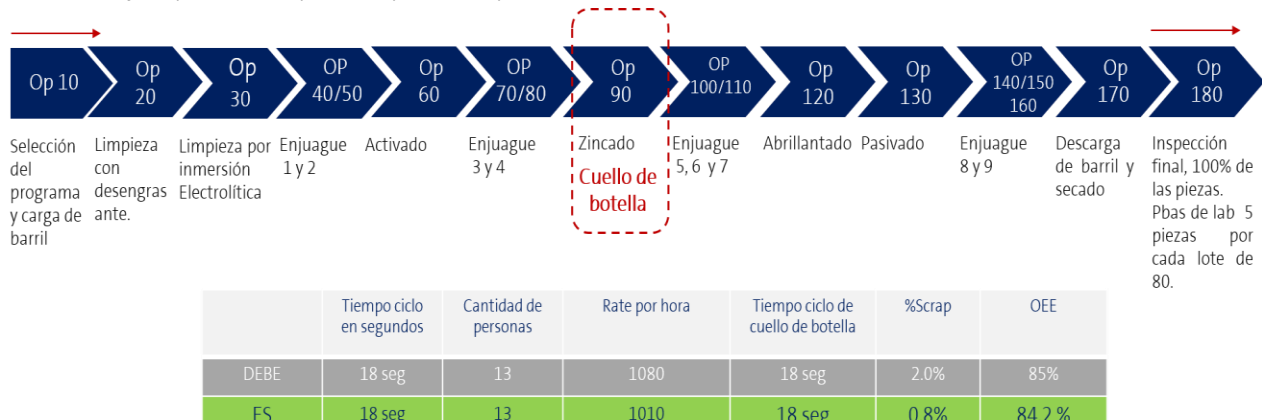 Op 10
Op
20
Op
30
OP
40/50
Op
60
OP
70/80
Op
90
OP
100/110
Op
120
Op
130
OP
140/150
160
Op
170
Op
180
Selección
del
programa
y carga de
barril
Limpieza
con
desengras
ante.
Limpieza por
inmersión
Electrolítica
Enjuague
1 y 2
Activado
Enjuague
3 y 4
Zincado
Cuello de
botella
Enjuague
5, 6 y 7
Abrillantado
Pasivado
Enjuague
8 y 9
Descarga
de barril y
secado
Inspección
final, 100% de
las piezas.
Pbas de lab 5
piezas por
cada lote de
80.
Tiempo ciclo
en segundos
Cantidad de
personas
Rate por hora
Tiempo ciclo de
cuello de botella
%Scrap
OEE
DEBE 18 seg 13 1080 18 seg 2.0% 85%
ES 18 seg 13 1010 18 seg 0.8% 84.2 %